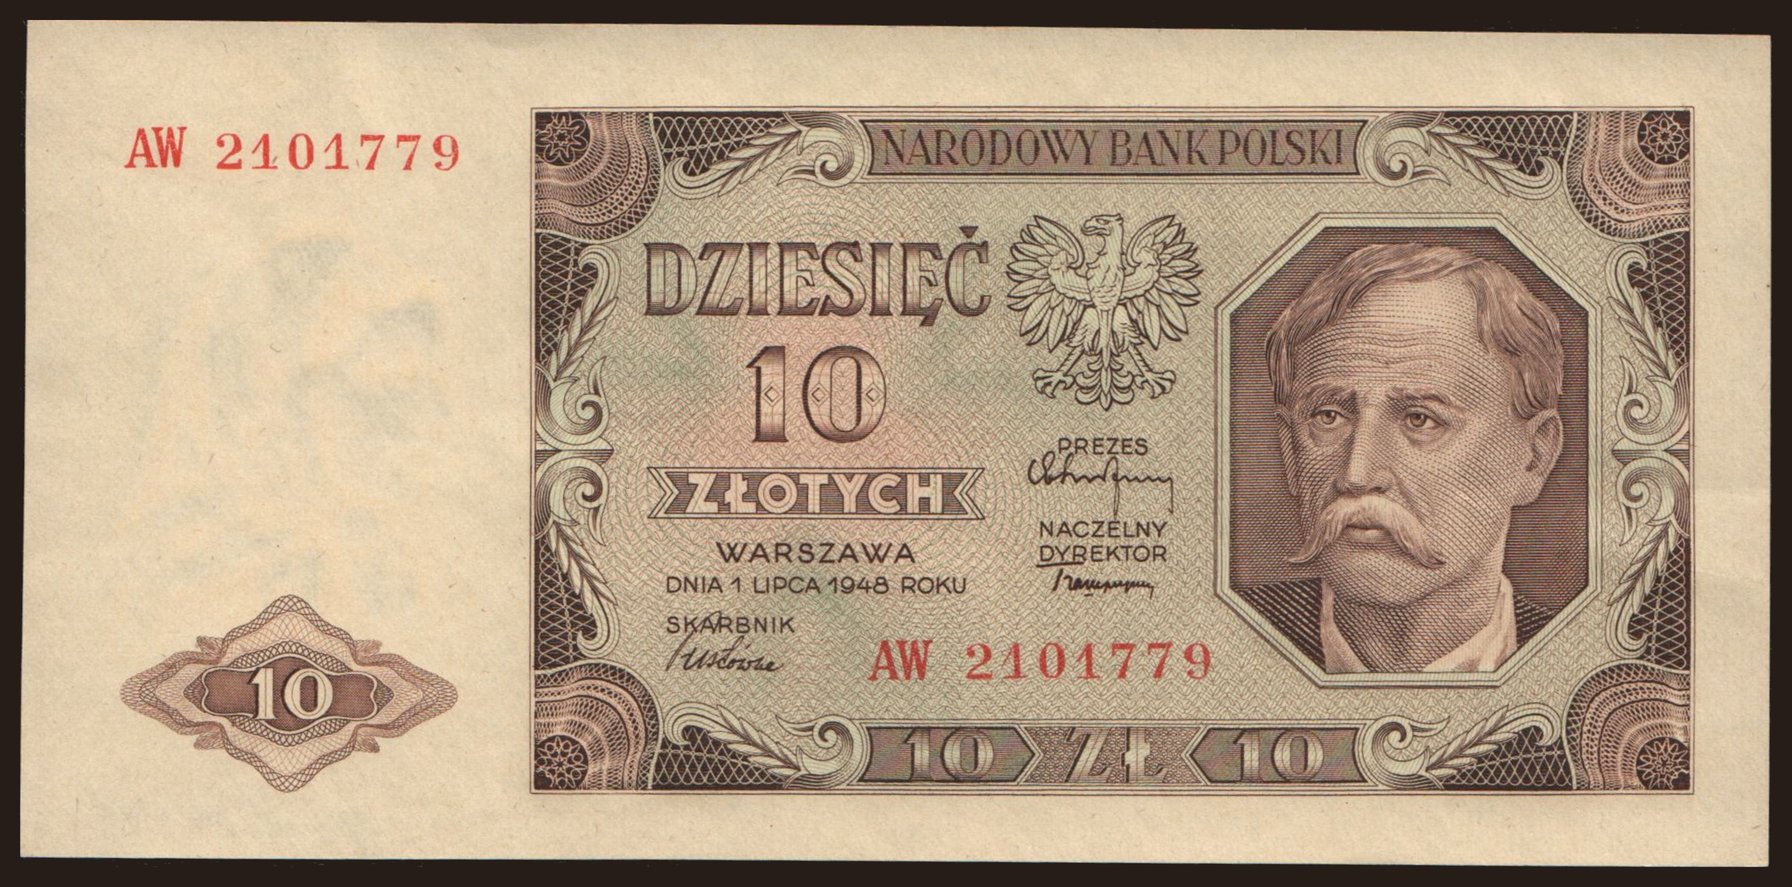 AW 2101779
NARODOWY BANK POLSKI
DZIESIĘĆ
10
ZŁOTYCH
WARSZAWA
DNIA 1 LIPCA 1948 ROKU
SKARBNIK
PREZES
NACZELNY
DYREKTOR
AW 2101779
10
10 ZŁ 10